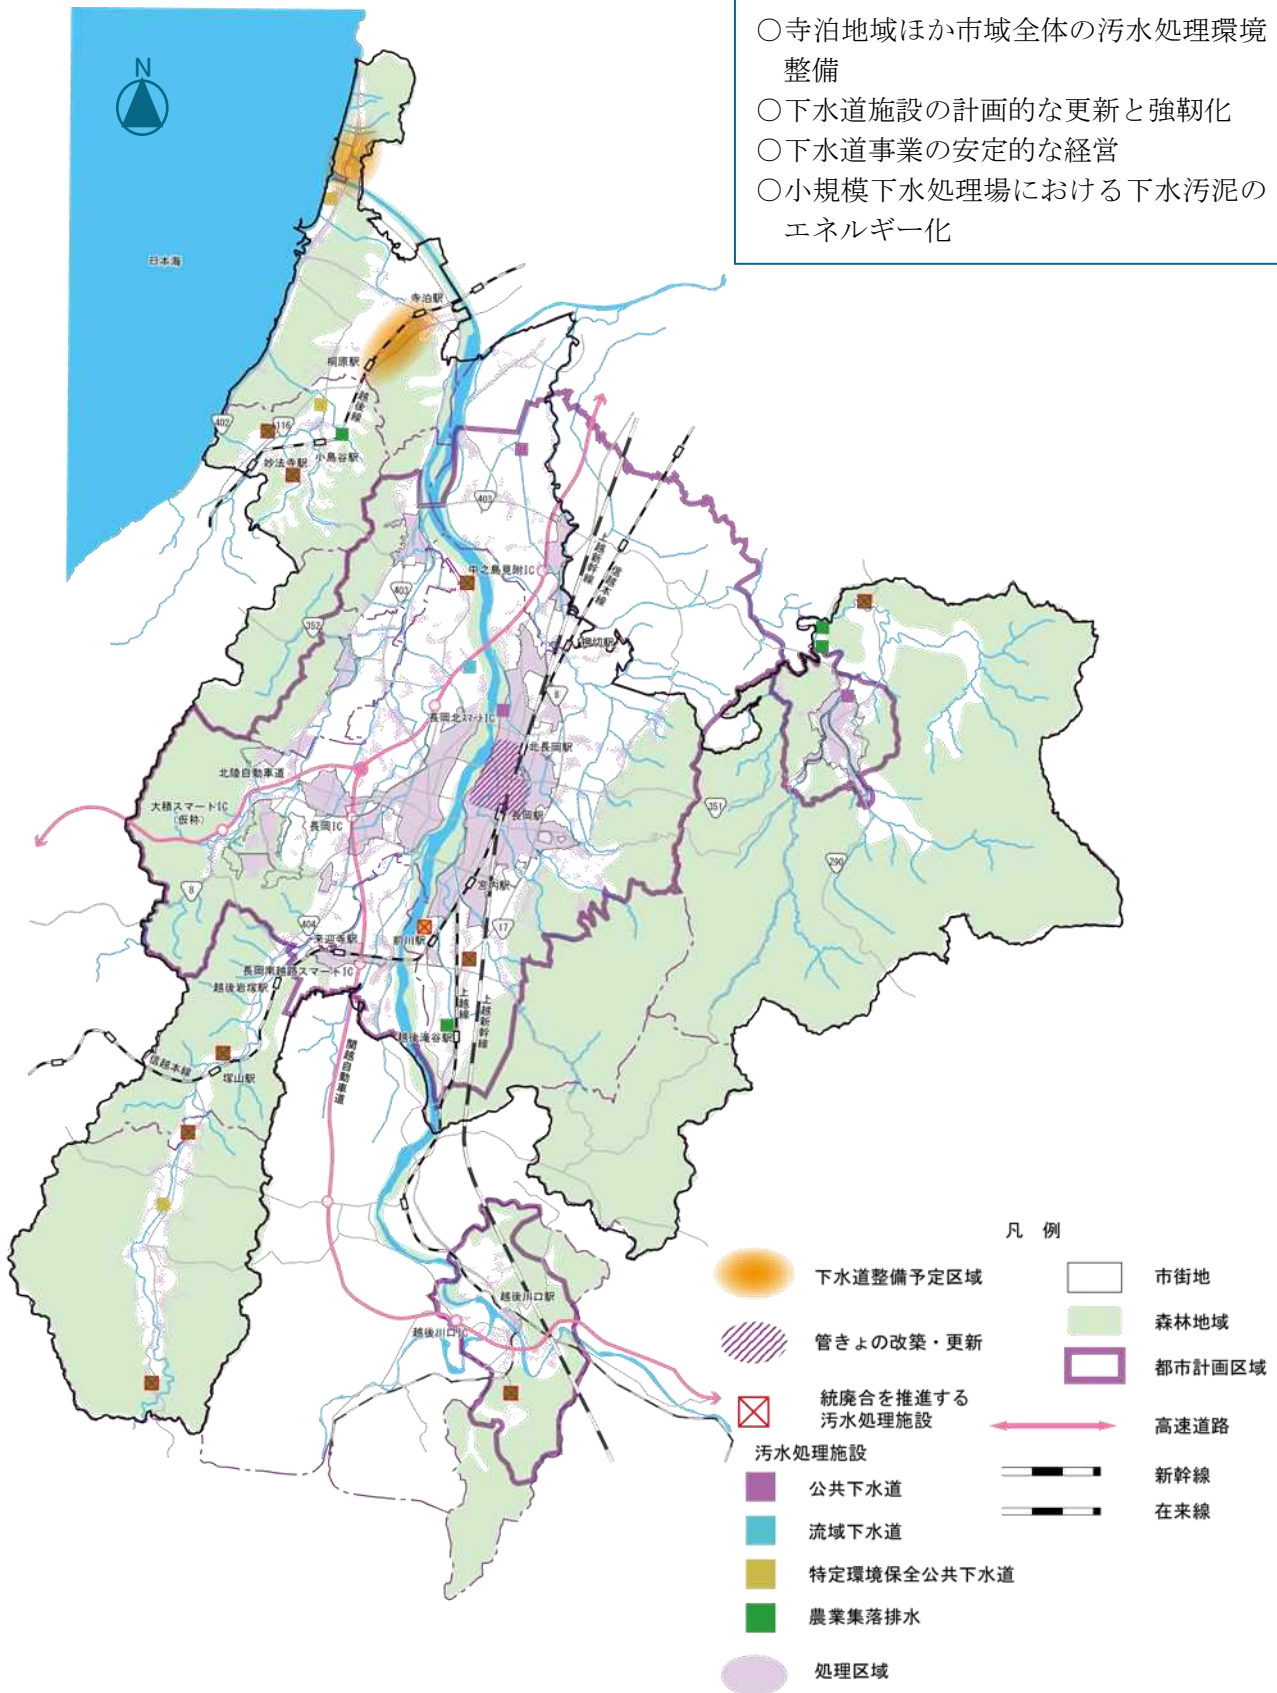 ○寺泊地域ほか市域全体の汚水処理環境
整備
○下水道施設の計画的な更新と強靭化
○下水道事業の安定的な経営
○小規模下水処理場における下水汚泥の
エネルギー化
N
日本海
寺泊駅
桐原駅
越後線
402
116
妙法寺駅
小島谷駅
403
上越新幹線
信越本線
中之島見附IC
403
352
押切駅
8
長岡北スマートIC
北長岡駅
北陸自動車道
大積スマートIC
(仮称)
長岡IC
長岡駅
351
290
8
宮内駅
404
来迎寺駅
前川駅
17
長岡南越路スマートIC
越後岩塚駅
上越線
上越新幹線
越後滝谷駅
信越本線
塚山駅
関越自動車道
越後川口駅
越後川口IC
凡 例
下水道整備予定区域
管きょの改築・更新
統廃合を推進する
汚水処理施設
汚水処理施設
公共下水道
流域下水道
特定環境保全公共下水道
農業集落排水
処理区域
市街地
森林地域
都市計画区域
高速道路
新幹線
在来線